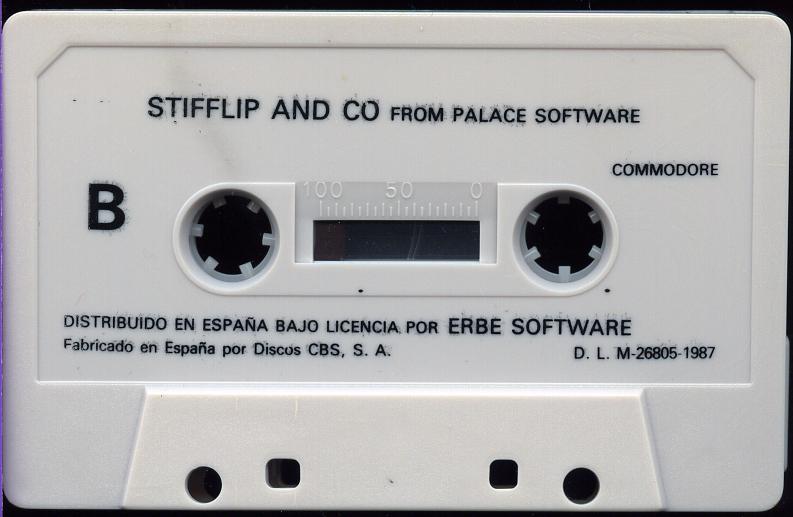 STIFFLIP AND CO FROM PALACE SOFTWARE
COMMODORE
B
100 50 0
DISTRIBUIDO EN ESPAÑA BAJO LICENCIA POR ERBE SOFTWARE
Fabricado en España por Discos CBS, S. A.
D. L. M-26805-1987